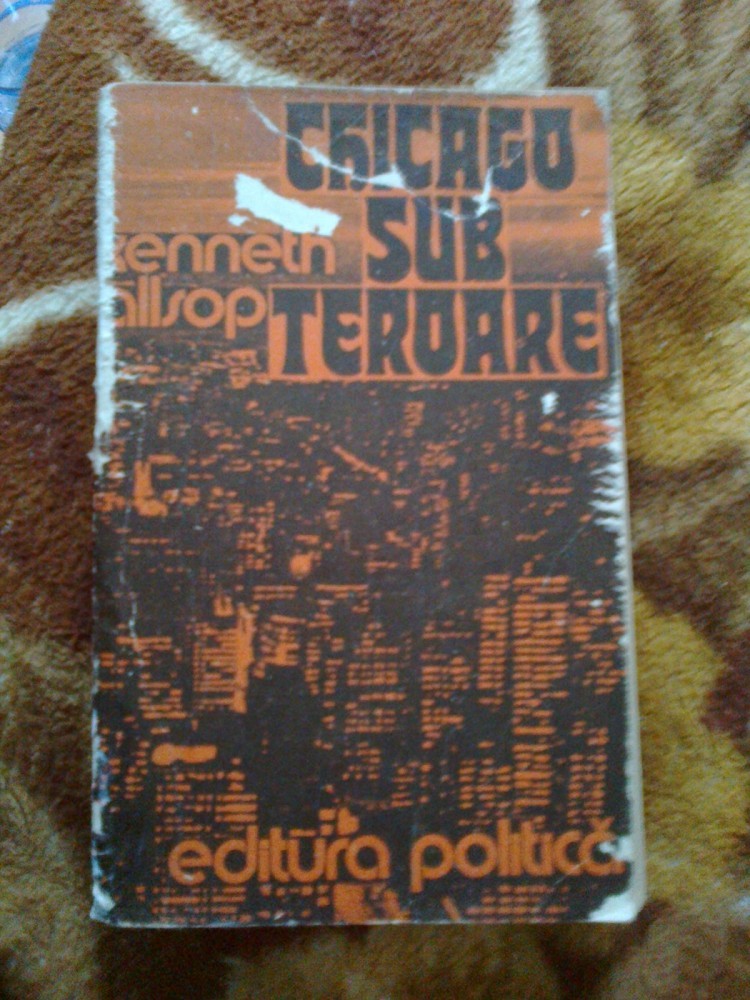 CHICAGO
SUB
TEROARE
kenneth
allsop
editura politică